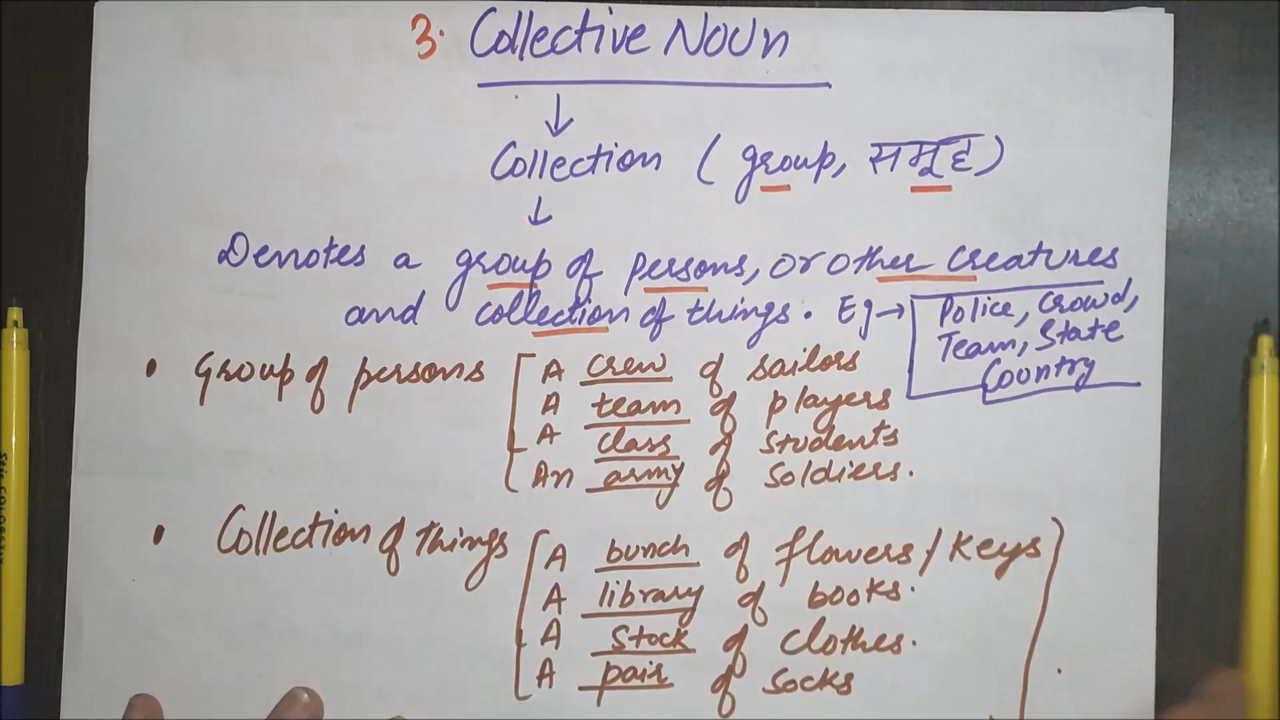 3. Collective Noun
Collection (group, समूह)
Denotes a group of persons, or other creatures
and collection of things. Eg → Police, Crowd,
Team, State
Country
• Group of persons
A crew of sailors
A team of players
A class of students
An army of soldiers.
• Collection of things
A bunch of flowers / Keys
A library of books.
A stock of clothes.
A pair of socks